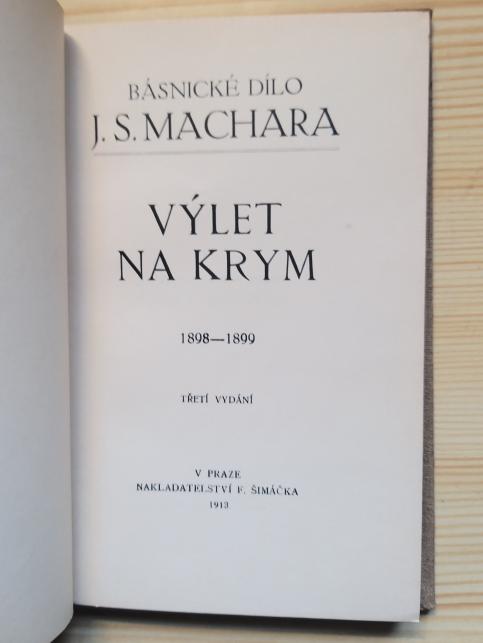 BÁSNICKÉ DÍLO
J. S. MACHARA
VÝLET
NA KRYM
1898—1899
TŘETÍ VYDÁNÍ
V PRAZE
NAKLADATELSTVÍ F. ŠIMÁČKA
1913